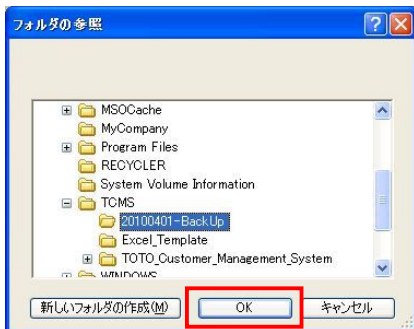 フォルダの参照
MSOCache
MyCompany
Program Files
RECYCLER
System Volume Information
TCMS
20100401-BackUp
Excel_Template
TOTO_Customer_Management_System
WINDOWS
新しいフォルダの作成(M)
OK
キャンセル